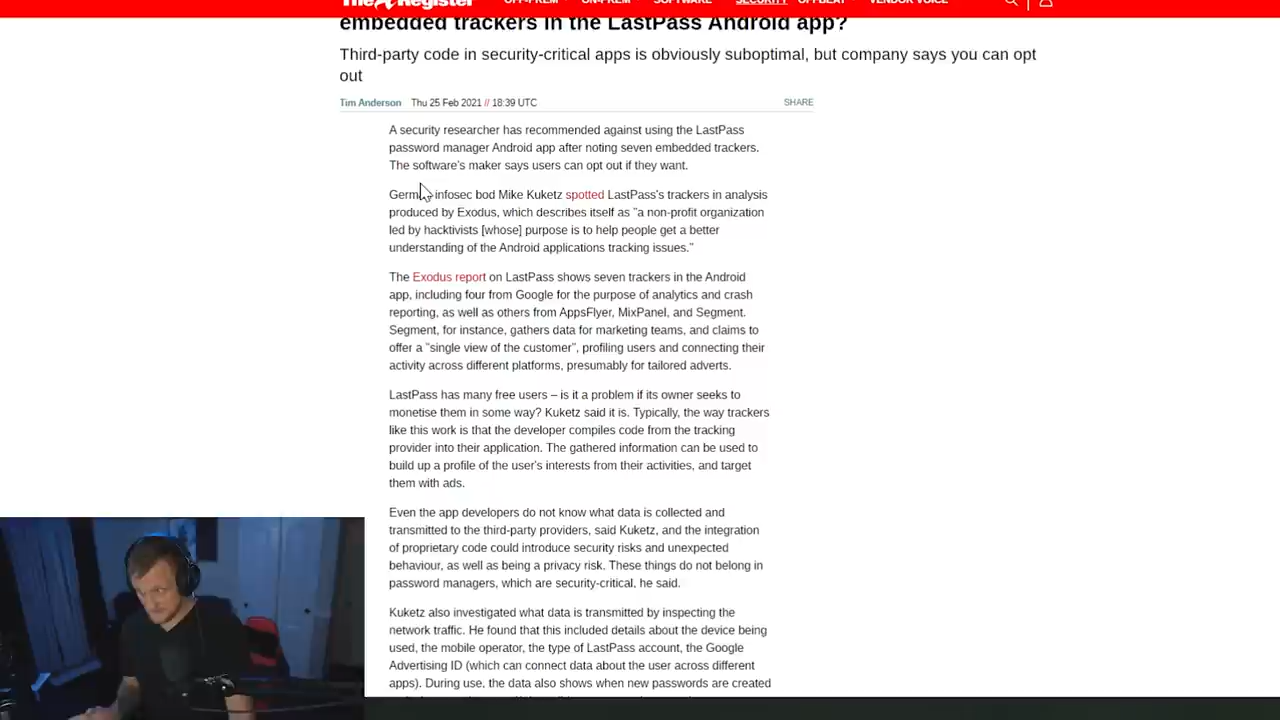 The Register OFF-PREM ON-PREM SOFTWARE SECURITY OFFBEAT VENDOR VOICE
embedded trackers in the LastPass Android app?
Third-party code in security-critical apps is obviously suboptimal, but company says you can opt
out
Tim Anderson Thu 25 Feb 2021 // 18:39 UTC SHARE
A security researcher has recommended against using the LastPass
password manager Android app after noting seven embedded trackers.
The software's maker says users can opt out if they want.
Germ infosec bod Mike Kuketz spotted LastPass's trackers in analysis
produced by Exodus, which describes itself as "a non-profit organization
led by hacktivists [whose] purpose is to help people get a better
understanding of the Android applications tracking issues."
The Exodus report on LastPass shows seven trackers in the Android
app, including four from Google for the purpose of analytics and crash
reporting, as well as others from AppsFlyer, MixPanel, and Segment.
Segment, for instance, gathers data for marketing teams, and claims to
offer a "single view of the customer", profiling users and connecting their
activity across different platforms, presumably for tailored adverts.
LastPass has many free users – is it a problem if its owner seeks to
monetise them in some way? Kuketz said it is. Typically, the way trackers
like this work is that the developer compiles code from the tracking
provider into their application. The gathered information can be used to
build up a profile of the user's interests from their activities, and target
them with ads.
Even the app developers do not know what data is collected and
transmitted to the third-party providers, said Kuketz, and the integration
of proprietary code could introduce security risks and unexpected
behaviour, as well as being a privacy risk. These things do not belong in
password managers, which are security-critical, he said.
Kuketz also investigated what data is transmitted by inspecting the
network traffic. He found that this included details about the device being
used, the mobile operator, the type of LastPass account, the Google
Advertising ID (which can connect data about the user across different
apps). During use, the data also shows when new passwords are created